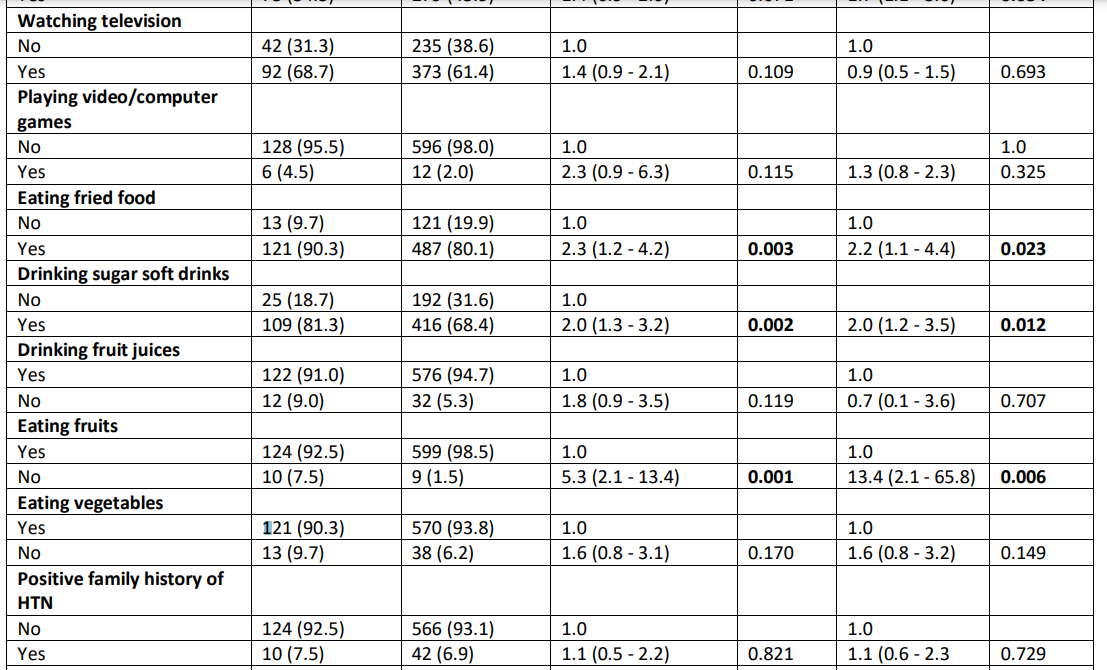 Watching television
No 42 (31.3) 235 (38.6) 1.0 1.0
Yes 92 (68.7) 373 (61.4) 1.4 (0.9 - 2.1) 0.109 0.9 (0.5 - 1.5) 0.693
Playing video/computer
games
No 128 (95.5) 596 (98.0) 1.0 1.0
Yes 6 (4.5) 12 (2.0) 2.3 (0.9 - 6.3) 0.115 1.3 (0.8 - 2.3) 0.325
Eating fried food
No 13 (9.7) 121 (19.9) 1.0 1.0
Yes 121 (90.3) 487 (80.1) 2.3 (1.2 - 4.2) 0.003 2.2 (1.1 - 4.4) 0.023
Drinking sugar soft drinks
No 25 (18.7) 192 (31.6) 1.0
Yes 109 (81.3) 416 (68.4) 2.0 (1.3 - 3.2) 0.002 2.0 (1.2 - 3.5) 0.012
Drinking fruit juices
Yes 122 (91.0) 576 (94.7) 1.0 1.0
No 12 (9.0) 32 (5.3) 1.8 (0.9 - 3.5) 0.119 0.7 (0.1 - 3.6) 0.707
Eating fruits
Yes 124 (92.5) 599 (98.5) 1.0 1.0
No 10 (7.5) 9 (1.5) 5.3 (2.1 - 13.4) 0.001 13.4 (2.1 - 65.8) 0.006
Eating vegetables
Yes 121 (90.3) 570 (93.8) 1.0 1.0
No 13 (9.7) 38 (6.2) 1.6 (0.8 - 3.1) 0.170 1.6 (0.8 - 3.2) 0.149
Positive family history of
HTN
No 124 (92.5) 566 (93.1) 1.0 1.0
Yes 10 (7.5) 42 (6.9) 1.1 (0.5 - 2.2) 0.821 1.1 (0.6 - 2.3 0.729